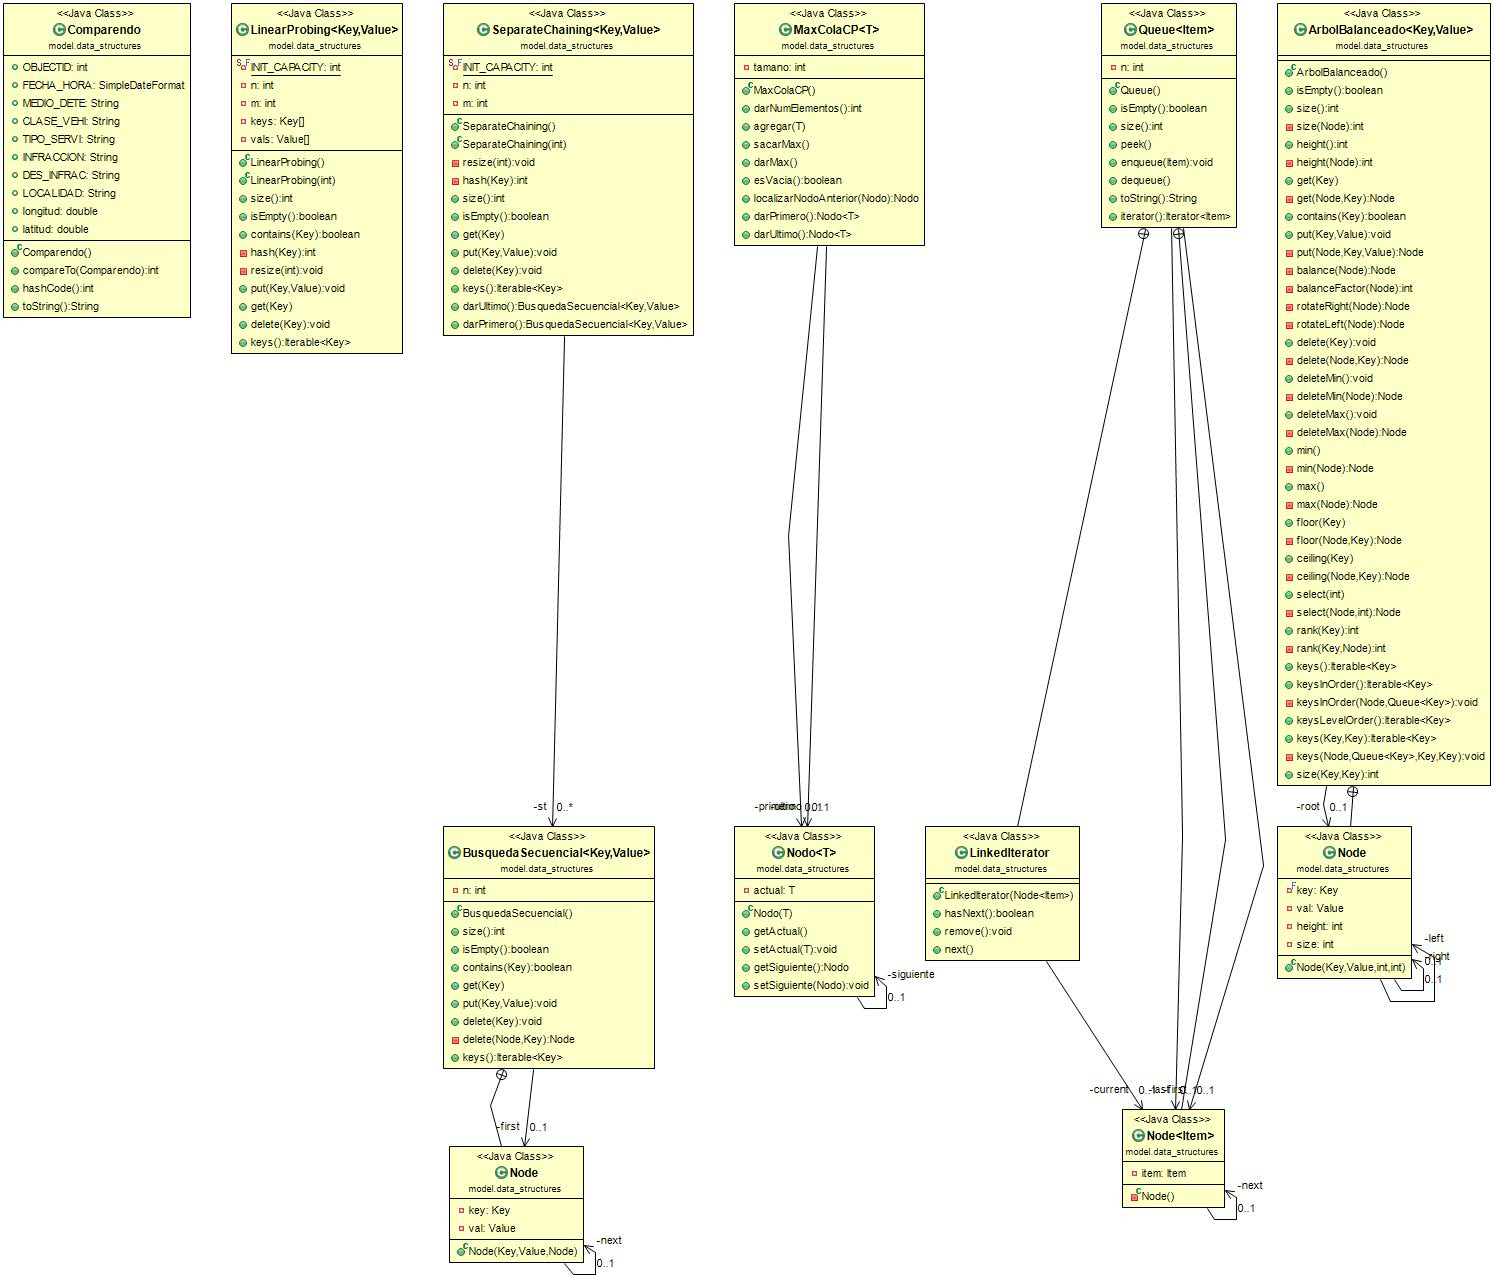 <<Java Class>>
Comparendo
model.data_structures
OBJECTID: int
FECHA_HORA: SimpleDateFormat
MEDIO_DETE: String
CLASE_VEHI: String
TIPO_SERVI: String
INFRACCION: String
DES_INFRAC: String
LOCALIDAD: String
longitud: double
latitud: double
Comparendo()
compareTo(Comparendo):int
hashCode():int
toString():String
<<Java Class>>
LinearProbing<Key,Value>
model.data_structures
INIT_CAPACITY: int
n: int
m: int
keys: Key[]
vals: Value[]
LinearProbing()
LinearProbing(int)
size():int
isEmpty():boolean
contains(Key):boolean
hash(Key):int
resize(int):void
put(Key,Value):void
get(Key)
delete(Key):void
keys():Iterable<Key>
<<Java Class>>
SeparateChaining<Key,Value>
model.data_structures
INIT_CAPACITY: int
n: int
m: int
SeparateChaining()
SeparateChaining(int)
resize(int):void
hash(Key):int
size():int
isEmpty():boolean
get(Key)
put(Key,Value):void
delete(Key):void
keys():Iterable<Key>
darUltimo():BusquedaSecuencial<Key,Value>
darPrimero():BusquedaSecuencial<Key,Value>
<<Java Class>>
MaxColaCP<T>
model.data_structures
tamano: int
MaxColaCP()
darNumElementos():int
agregar(T)
sacarMax()
darMax()
esVacia():boolean
localizarNodoAnterior(Nodo):Nodo
darPrimero():Nodo<T>
darUltimo():Nodo<T>
<<Java Class>>
Queue<Item>
model.data_structures
n: int
Queue()
isEmpty():boolean
size():int
peek()
enqueue(Item):void
dequeue()
toString():String
iterator():Iterator<Item>
<<Java Class>>
ArbolBalanceado<Key,Value>
model.data_structures
ArbolBalanceado()
isEmpty():boolean
size():int
size(Node):int
height():int
height(Node):int
get(Key)
get(Node,Key):Node
contains(Key):boolean
put(Key,Value):void
put(Node,Key,Value):Node
balance(Node):Node
balanceFactor(Node):int
rotateRight(Node):Node
rotateLeft(Node):Node
delete(Key):void
delete(Node,Key):Node
deleteMin():void
deleteMin(Node):Node
deleteMax():void
deleteMax(Node):Node
min()
min(Node):Node
max()
max(Node):Node
floor(Key)
floor(Node,Key):Node
ceiling(Key)
ceiling(Node,Key):Node
select(int)
select(Node,int):Node
rank(Key):int
rank(Key,Node):int
keys():Iterable<Key>
keysInOrder():Iterable<Key>
keysInOrder(Node,Queue<Key>):void
keysLevelOrder():Iterable<Key>
keys(Key,Key):Iterable<Key>
keys(Node,Queue<Key>,Key,Key):void
size(Key,Key):int
-st 0..*
-root 0..1
<<Java Class>>
BusquedaSecuencial<Key,Value>
model.data_structures
n: int
BusquedaSecuencial()
size():int
isEmpty():boolean
contains(Key):boolean
get(Key)
put(Key,Value):void
delete(Key):void
delete(Node,Key):Node
keys():Iterable<Key>
<<Java Class>>
Nodo<T>
model.data_structures
actual: T
Nodo(T)
getActual()
setActual(T):void
getSiguiente():Nodo
setSiguiente(Nodo):void
-siguiente
0..1
<<Java Class>>
LinkedIterator
model.data_structures
LinkedIterator(Node<Item>)
hasNext():boolean
remove():void
next()
<<Java Class>>
Node
model.data_structures
key: Key
val: Value
height: int
size: int
Node(Key,Value,int,int)
-left
-right
0..1
-current
0..1
-first 0..1
<<Java Class>>
Node
model.data_structures
key: Key
val: Value
Node(Key,Value,Node)
-next
0..1
<<Java Class>>
Node<Item>
model.data_structures
item: Item
Node()
-next
0..1